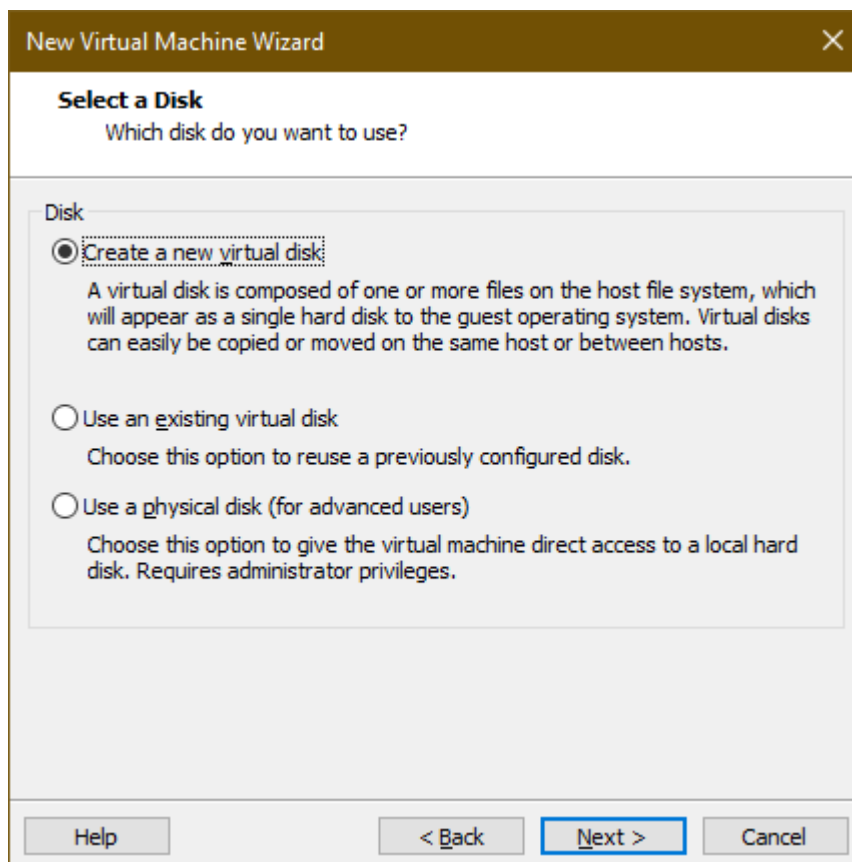 New Virtual Machine Wizard
Select a Disk
Which disk do you want to use?
Disk
Create a new virtual disk
A virtual disk is composed of one or more files on the host file system, which
will appear as a single hard disk to the guest operating system. Virtual disks
can easily be copied or moved on the same host or between hosts.
Use an existing virtual disk
Choose this option to reuse a previously configured disk.
Use a physical disk (for advanced users)
Choose this option to give the virtual machine direct access to a local hard
disk. Requires administrator privileges.
Help < Back Next > Cancel